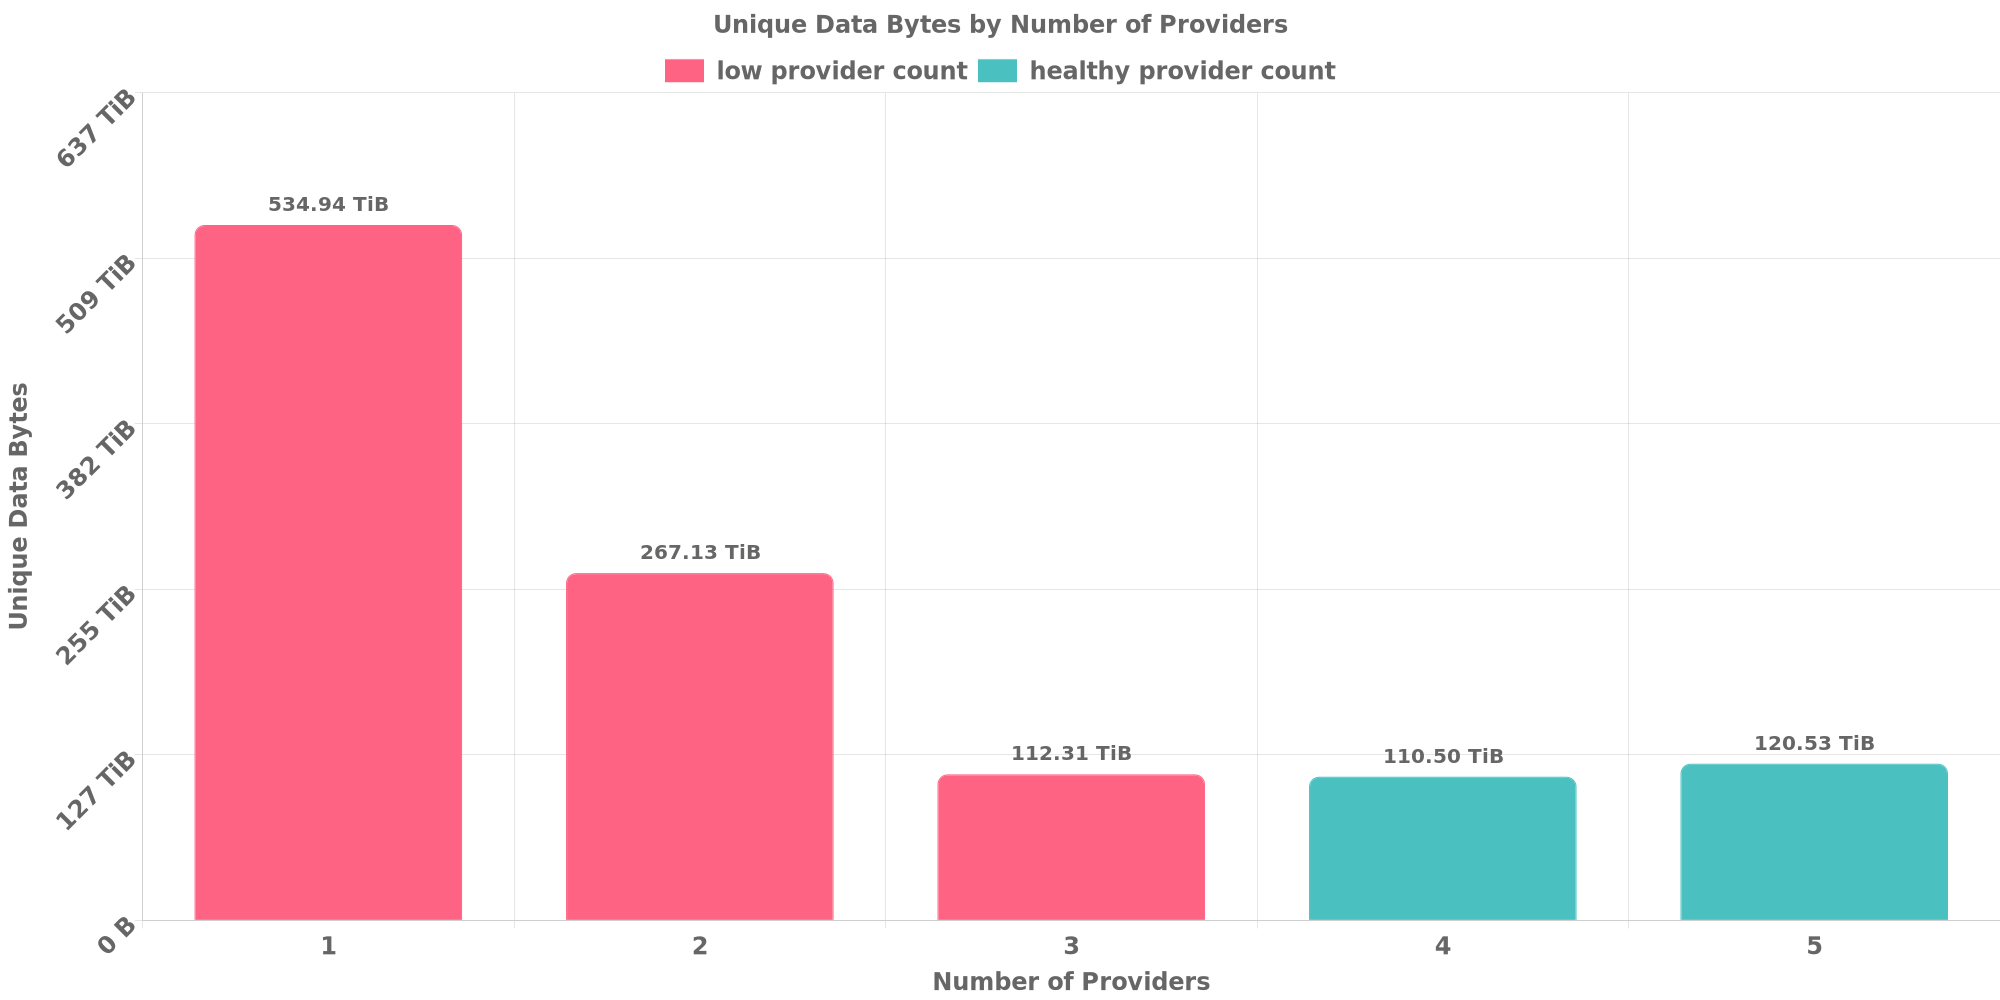 Unique Data Bytes by Number of Providers
low provider count
healthy provider count
637 TiB
509 TiB
382 TiB
255 TiB
127 TiB
0 B
Unique Data Bytes
534.94 TiB
267.13 TiB
112.31 TiB
110.50 TiB
120.53 TiB
1
2
3
4
5
Number of Providers